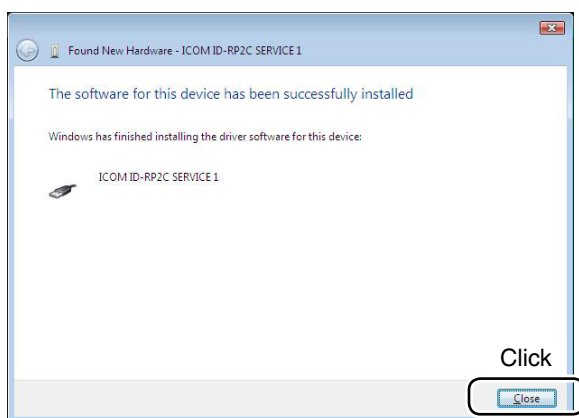 Found New Hardware - ICOM ID-RP2C SERVICE 1
The software for this device has been successfully installed
Windows has finished installing the driver software for this device:
ICOM ID-RP2C SERVICE 1
Click
Close